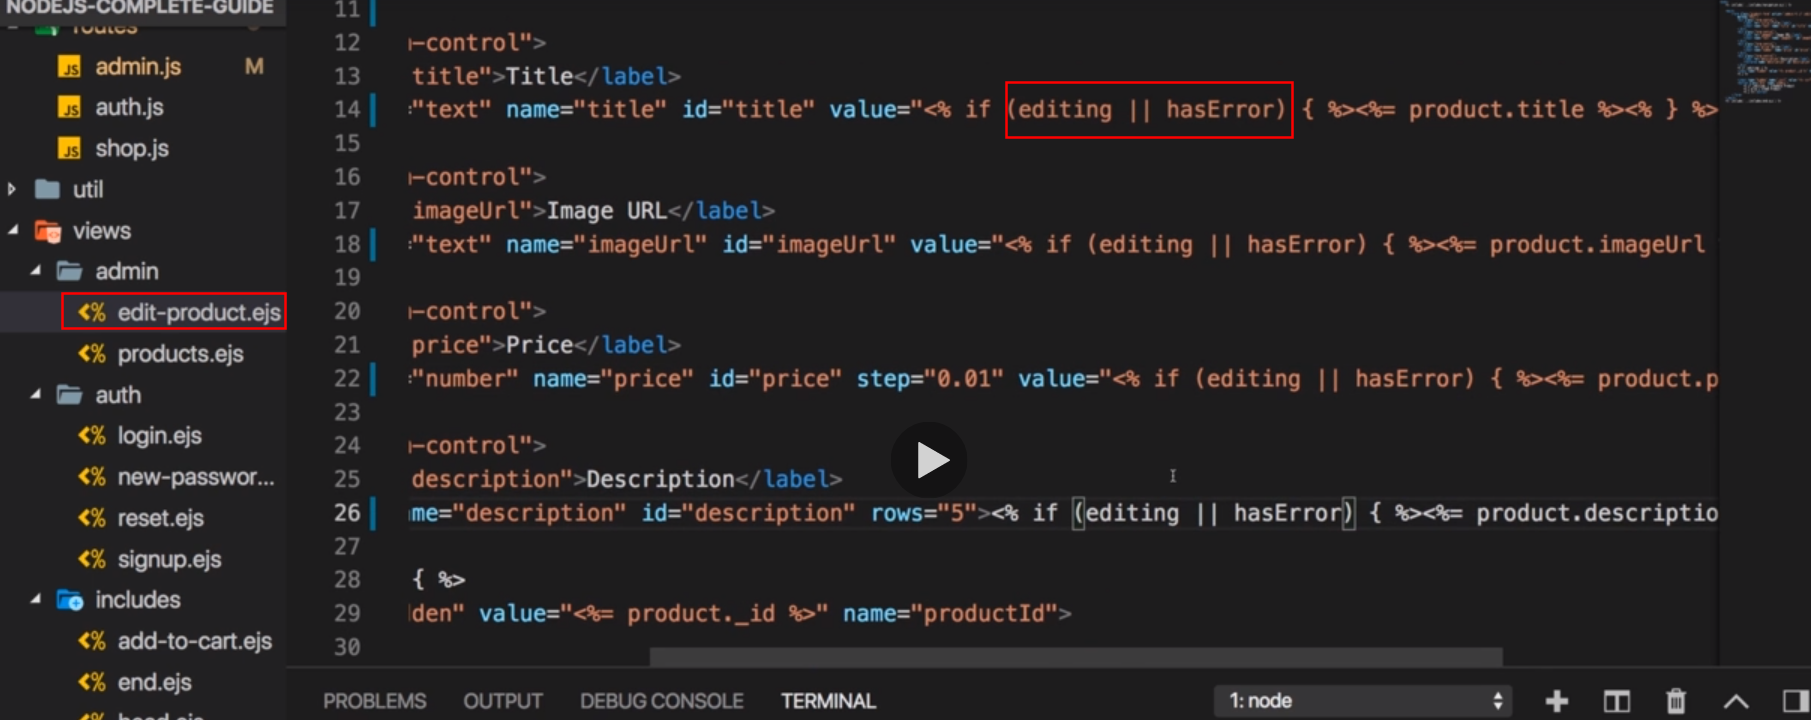 NODEJS-COMPLETE-GUIDE
routes
admin.js M
auth.js
shop.js
util
views
admin
edit-product.ejs
products.ejs
auth
login.ejs
new-passwor...
reset.ejs
signup.ejs
includes
add-to-cart.ejs
end.ejs
head.ejs
11
12 -control">
13 title">Title</label>
14 "text" name="title" id="title" value="<% if (editing || hasError) { %><%= product.title %><% } %>
15
16 -control">
17 imageUrl">Image URL</label>
18 "text" name="imageUrl" id="imageUrl" value="<% if (editing || hasError) { %><%= product.imageUrl
19
20 -control">
21 price">Price</label>
22 "number" name="price" id="price" step="0.01" value="<% if (editing || hasError) { %><%= product.p
23
24 -control">
25 description">Description</label>
26 me="description" id="description" rows="5"><% if (editing || hasError) { %><%= product.descriptio
27
28 { %>
29 dden" value="<%= product._id %>" name="productId">
30
PROBLEMS OUTPUT DEBUG CONSOLE TERMINAL 1: node